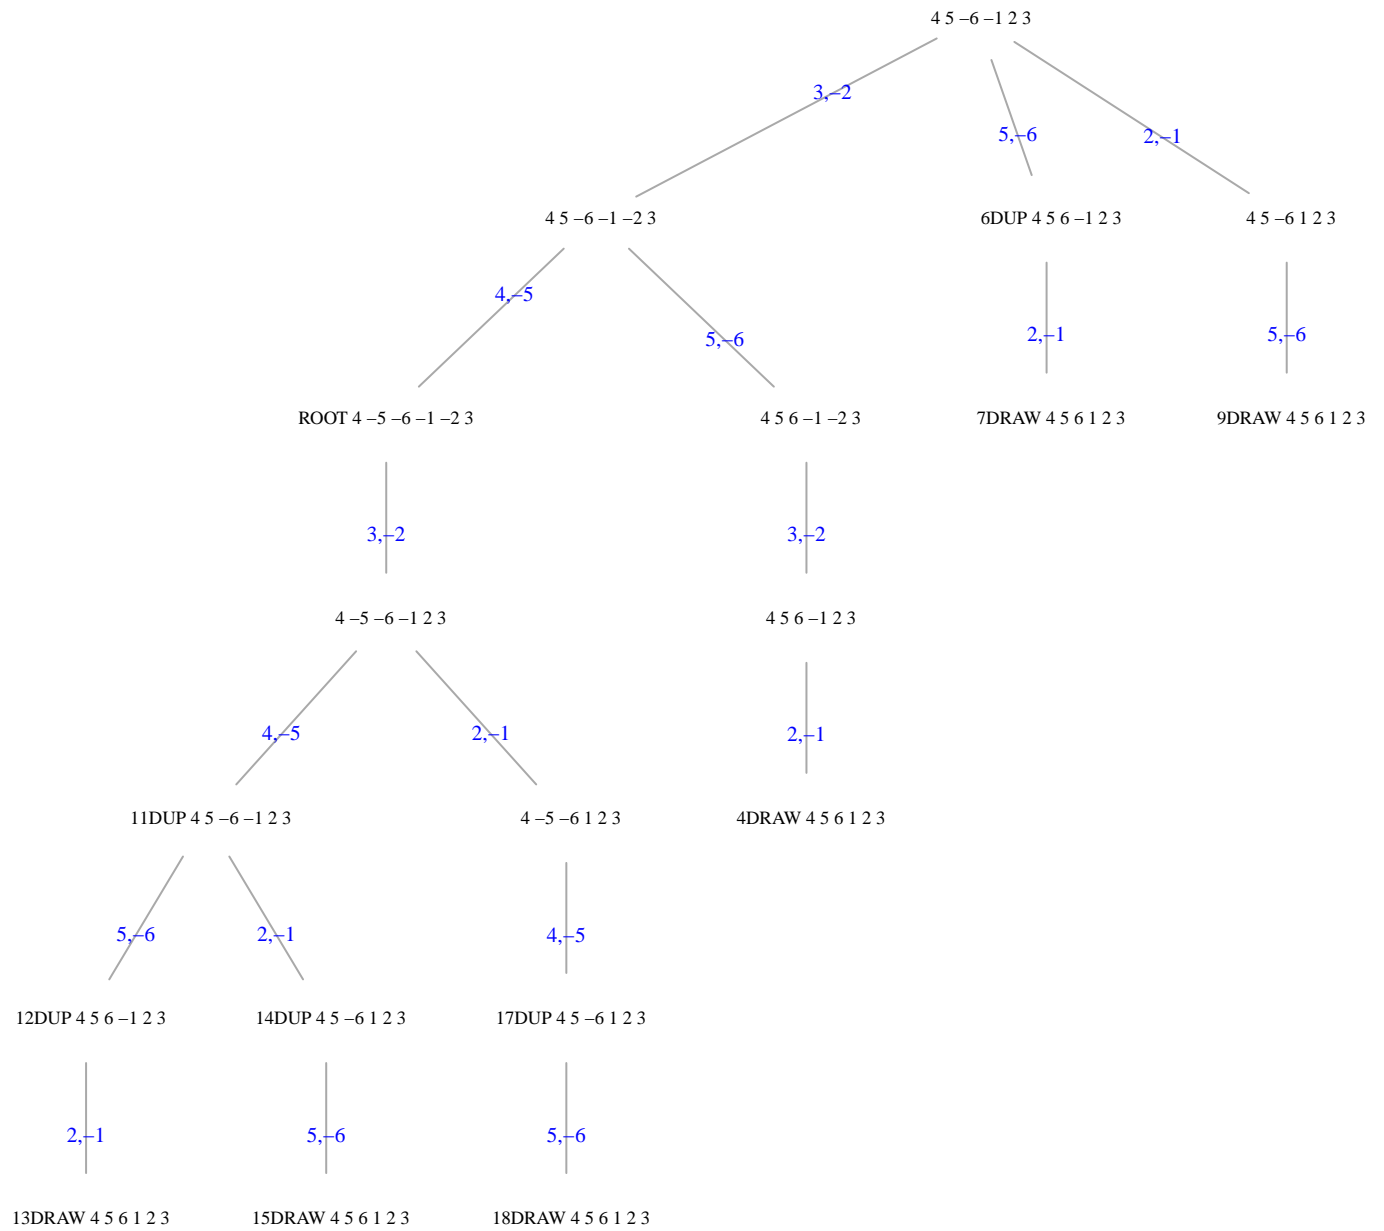 4 5 –6 –1 2 3
3,–2
5,–6
2,–1
4 5 –6 –1 –2 3
6DUP 4 5 6 –1 2 3
4 5 –6 1 2 3
4,–5
5,–6
2,–1
5,–6
ROOT 4 –5 –6 –1 –2 3
4 5 6 –1 –2 3
7DRAW 4 5 6 1 2 3
9DRAW 4 5 6 1 2 3
3,–2
3,–2
4 –5 –6 –1 2 3
4 5 6 –1 2 3
4,–5
2,–1
2,–1
11DUP 4 5 –6 –1 2 3
4 –5 –6 1 2 3
4DRAW 4 5 6 1 2 3
5,–6
2,–1
4,–5
12DUP 4 5 6 –1 2 3
14DUP 4 5 –6 1 2 3
17DUP 4 5 –6 1 2 3
2,–1
5,–6
5,–6
13DRAW 4 5 6 1 2 3
15DRAW 4 5 6 1 2 3
18DRAW 4 5 6 1 2 3